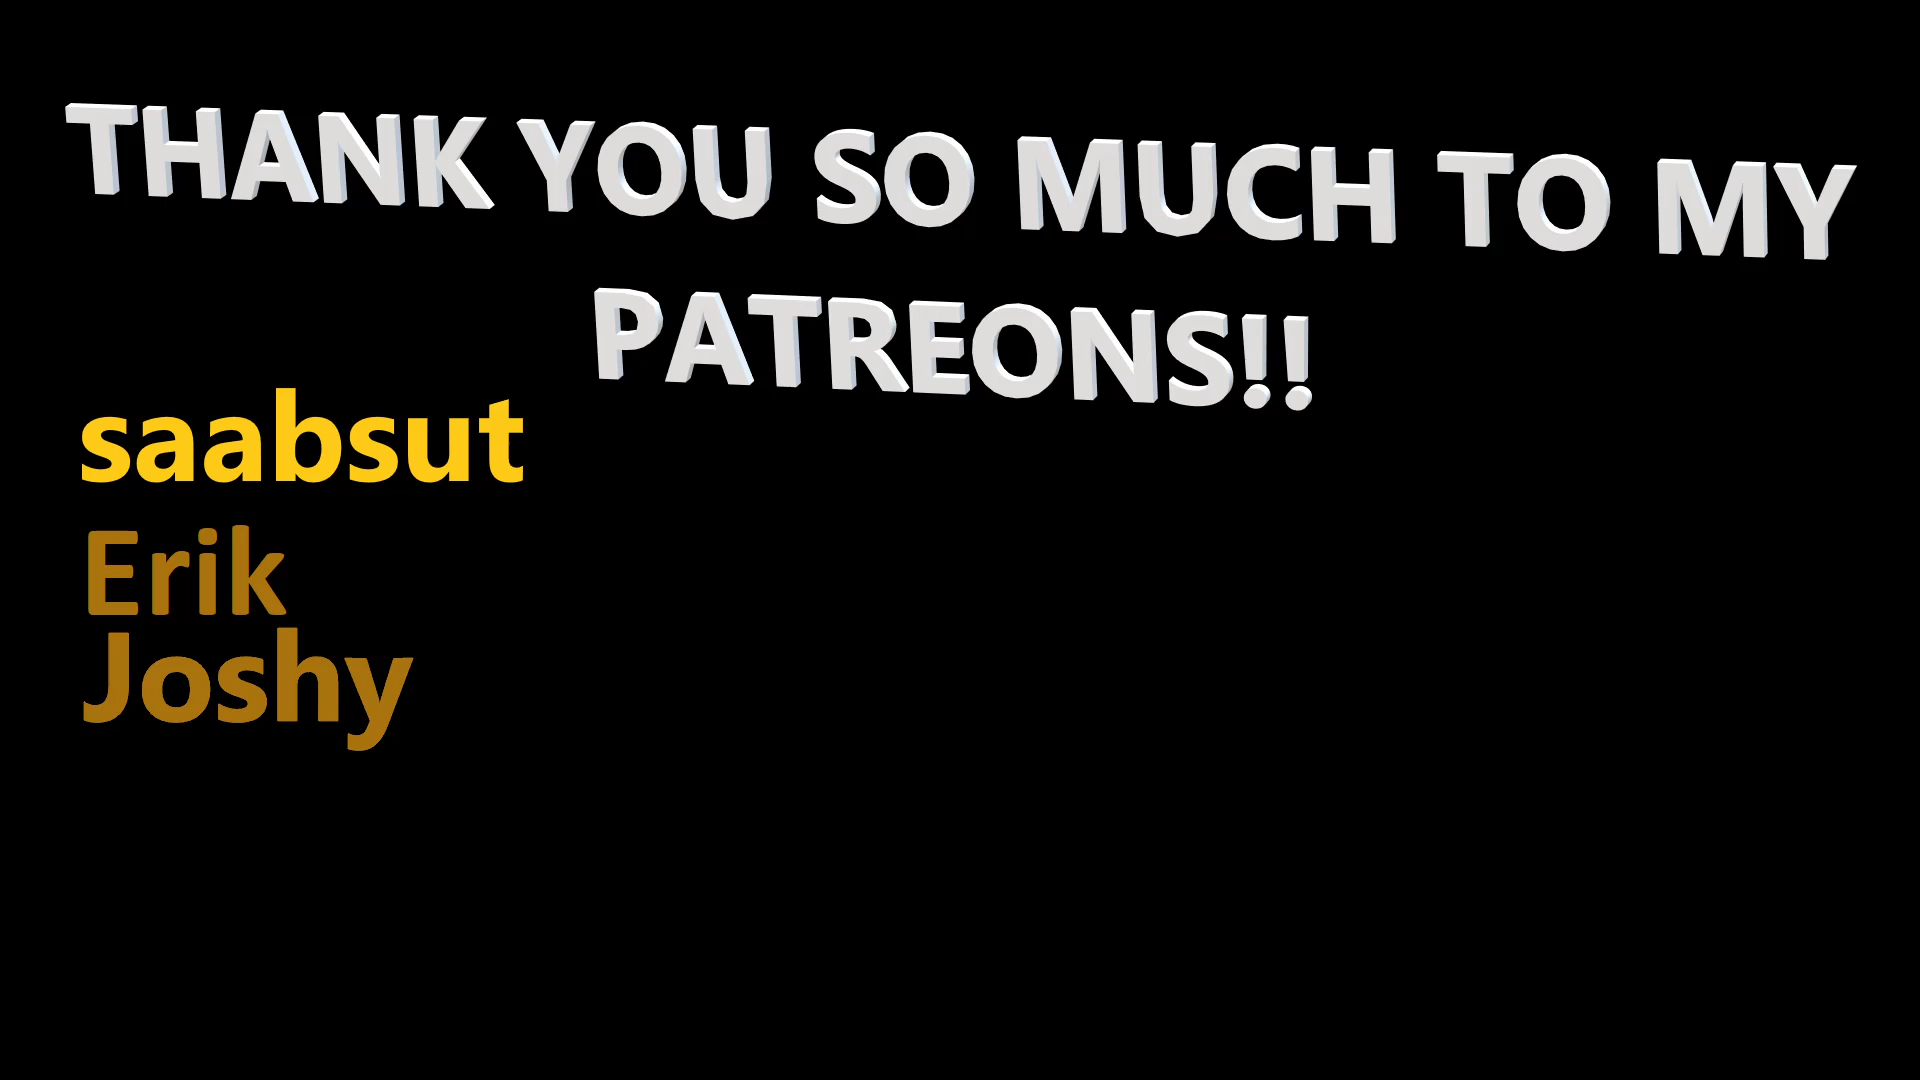 THANK YOU SO MUCH TO MY
PATREONS!!
saabsut
Erik
Joshy